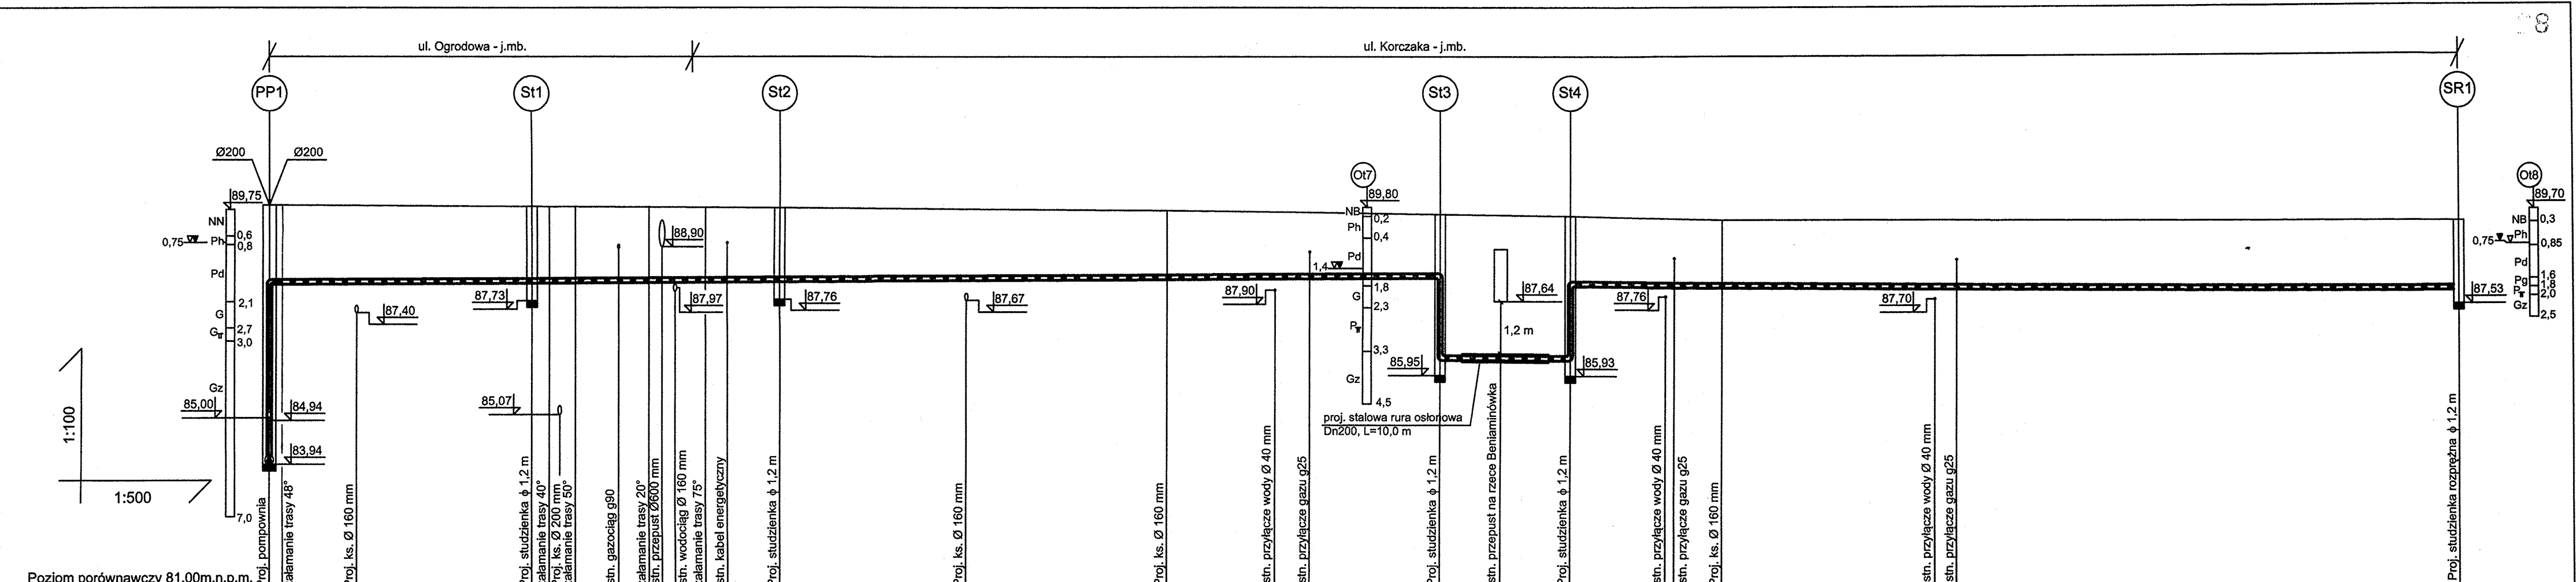 8
ul. Ogrodowa - j.mb.
ul. Korczaka - j.mb.
PP1
St1
St2
St3
St4
SR1
Ø200
Ø200
Ot7
Ot8
89,75
NN
0,6
0,75
Ph
0,8
Pd
2,1
G
2,7
Gπ
3,0
Gz
7,0
85,00
84,94
83,94
87,40
87,73
85,07
88,90
87,97
87,76
87,67
87,90
89,80
NB
0,2
Ph
0,4
Pd
1,4
1,8
G
2,3
Pπ
3,3
Gz
4,5
85,95
87,64
1,2 m
85,93
proj. stalowa rura osłonowa
Dn200, L=10,0 m
87,76
87,70
87,53
89,70
NB
0,3
0,75
Ph
0,85
Pd
1,6
Pg
1,8
Pπ
2,0
Gz
2,5
1:100
1:500
Proj. pompownia
załamanie trasy 48°
Proj. ks. Ø 160 mm
Proj. studzienka ϕ 1,2 m
załamanie trasy 40°
Proj. ks. Ø 200 mm
załamanie trasy 50°
stn. gazociąg g90
załamanie trasy 20°
stn. przepust Ø600 mm
stn. wodociąg Ø 160 mm
załamanie trasy 75°
stn. kabel energetyczny
Proj. studzienka ϕ 1,2 m
Proj. ks. Ø 160 mm
Proj. ks. Ø 160 mm
stn. przyłącze wody Ø 40 mm
stn. przyłącze gazu g25
Proj. studzienka ϕ 1,2 m
stn. przepust na rzece Beniaminówka
Proj. studzienka ϕ 1,2 m
stn. przyłącze wody Ø 40 mm
stn. przyłącze gazu g25
Proj. ks. Ø 160 mm
stn. przyłącze wody Ø 40 mm
stn. przyłącze gazu g25
Proj. studzienka rozprężna ϕ 1,2 m
Poziom porównawczy 81,00m.n.p.m.